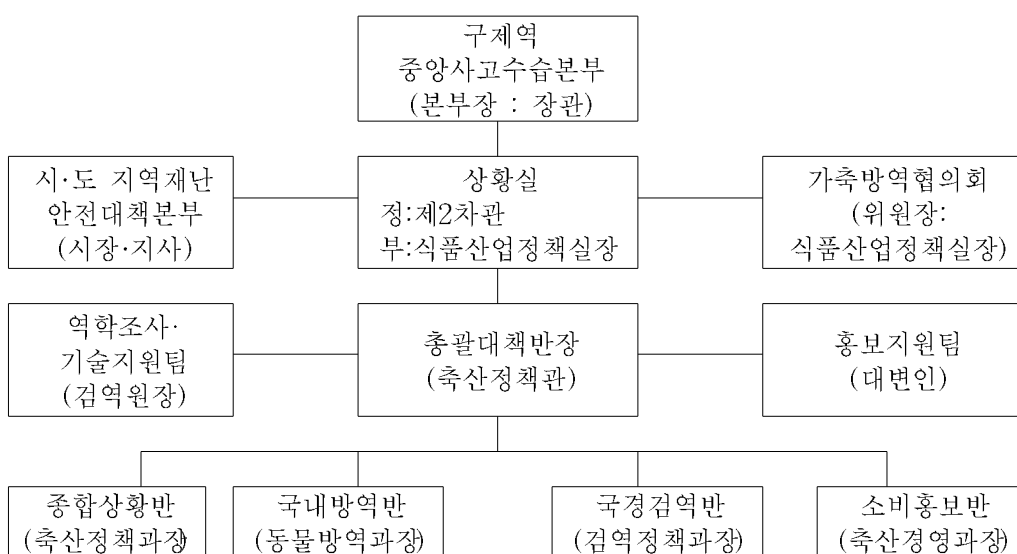 구제역
중앙사고수습본부
(본부장 : 장관)
시·도 지역재난
안전대책본부
(시장·지사)
상황실
정:제2차관
부:식품산업정책실장
가축방역협의회
(위원장:
식품산업정책실장)
역학조사·
기술지원팀
(검역원장)
총괄대책반장
(축산정책관)
홍보지원팀
(대변인)
종합상황반
(축산정책과장)
국내방역반
(동물방역과장)
국경검역반
(검역정책과장)
소비홍보반
(축산경영과장)